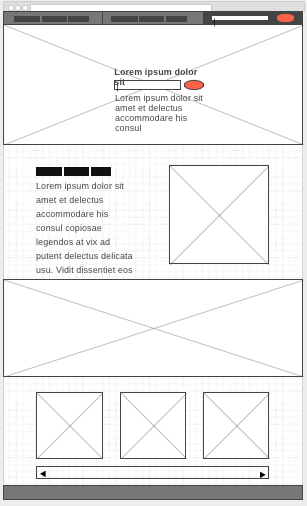 Lorem ipsum dolor
sit
Lorem ipsum dolor sit
amet et delectus
accommodare his
consul
Lorem ipsum dolor sit
amet et delectus
accommodare his
consul copiosae
legendos at vix ad
putent delectus delicata
usu. Vidit dissentiet eos